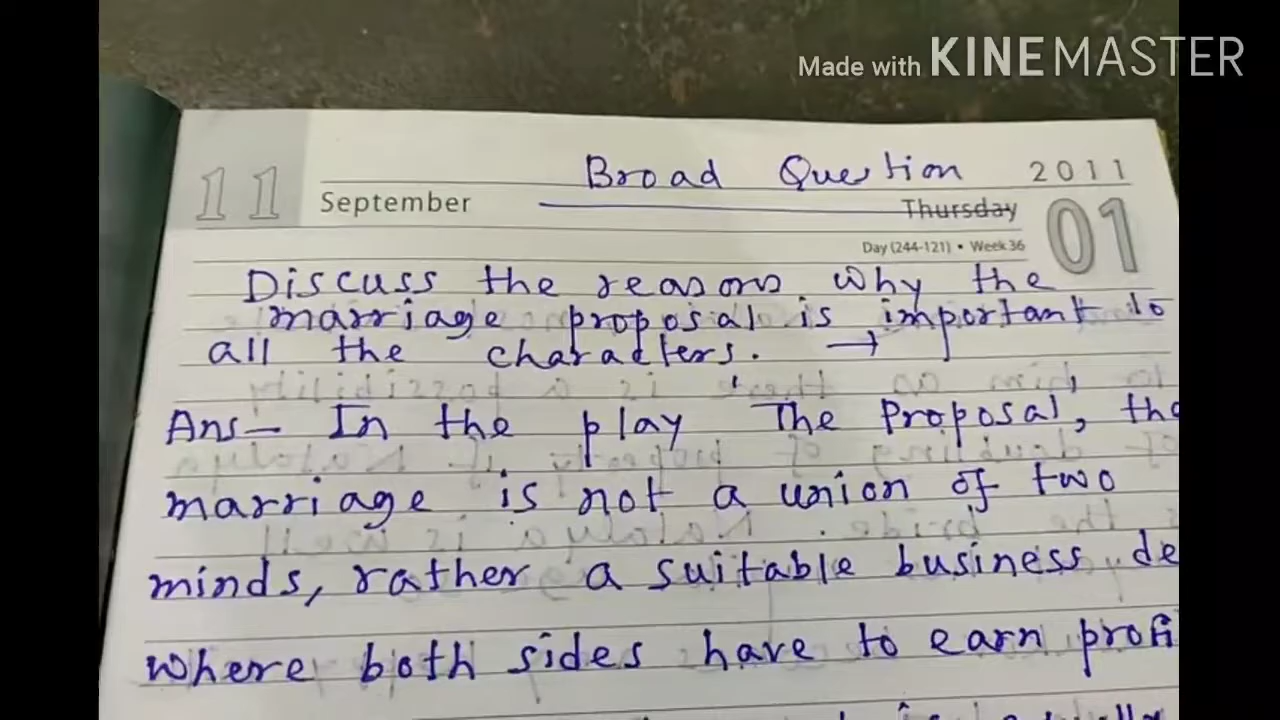 Made with KINEMASTER
Broad Question
2011
11
September
Thursday
01
Day (244-121) • Week 36
Discuss the reasons why the
marriage proposal is important to
all the characters. →
Ans— In the play The Proposal, the
marriage is not a union of two
minds, rather a suitable business de
where both sides have to earn profi